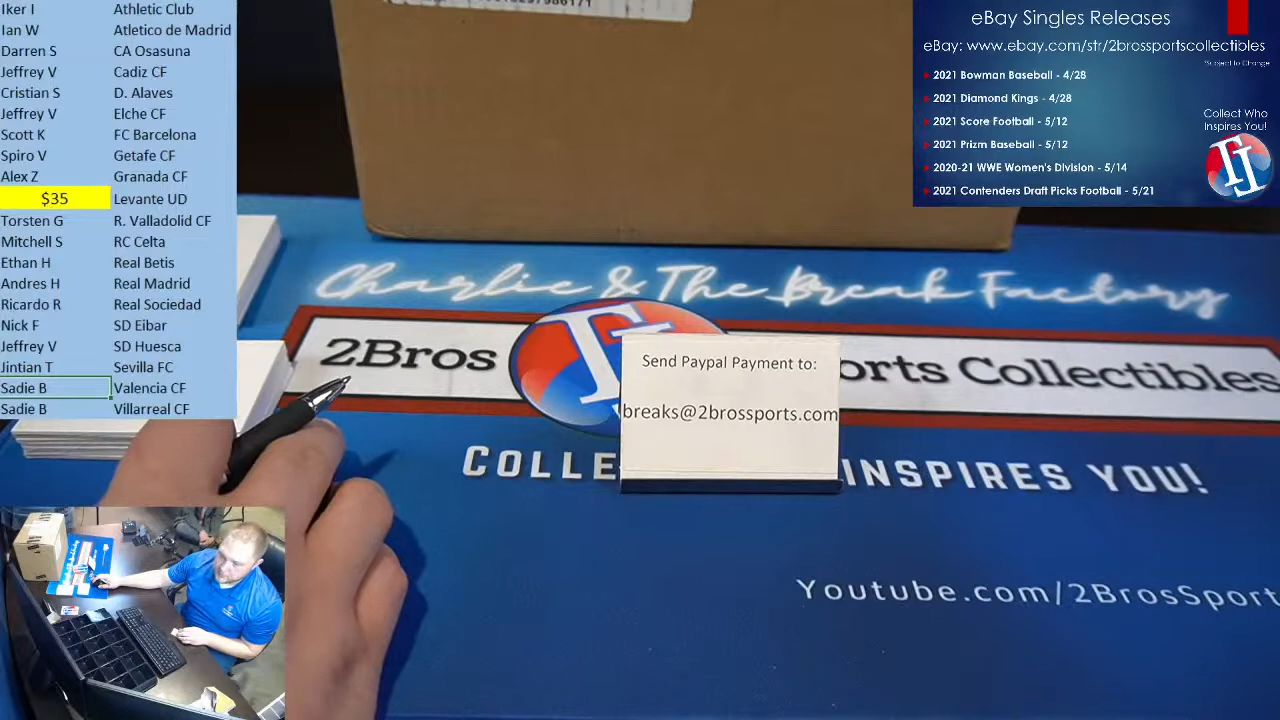 Iker I Athletic Club
Ian W Atletico de Madrid
Darren S CA Osasuna
Jeffrey V Cadiz CF
Cristian S D. Alaves
Jeffrey V Elche CF
Scott K FC Barcelona
Spiro V Getafe CF
Alex Z Granada CF
$35 Levante UD
Torsten G R. Valladolid CF
Mitchell S RC Celta
Ethan H Real Betis
Andres H Real Madrid
Ricardo R Real Sociedad
Nick F SD Eibar
Jeffrey V SD Huesca
Jintian T Sevilla FC
Sadie B Valencia CF
Sadie B Villarreal CF
eBay Singles Releases
eBay: www.ebay.com/str/2brossportscollectibles
*Subject to Change
2021 Bowman Baseball - 4/28
2021 Diamond Kings - 4/28
2021 Score Football - 5/12
2021 Prizm Baseball - 5/12
2020-21 WWE Women's Division - 5/14
2021 Contenders Draft Picks Football - 5/21
Collect Who
Inspires You!
Charlie & The Break Factory
2Bros orts Collectibles
Send Paypal Payment to:
breaks@2brossports.com
COLLE INSPIRES YOU!
Youtube.com/2BrosSport